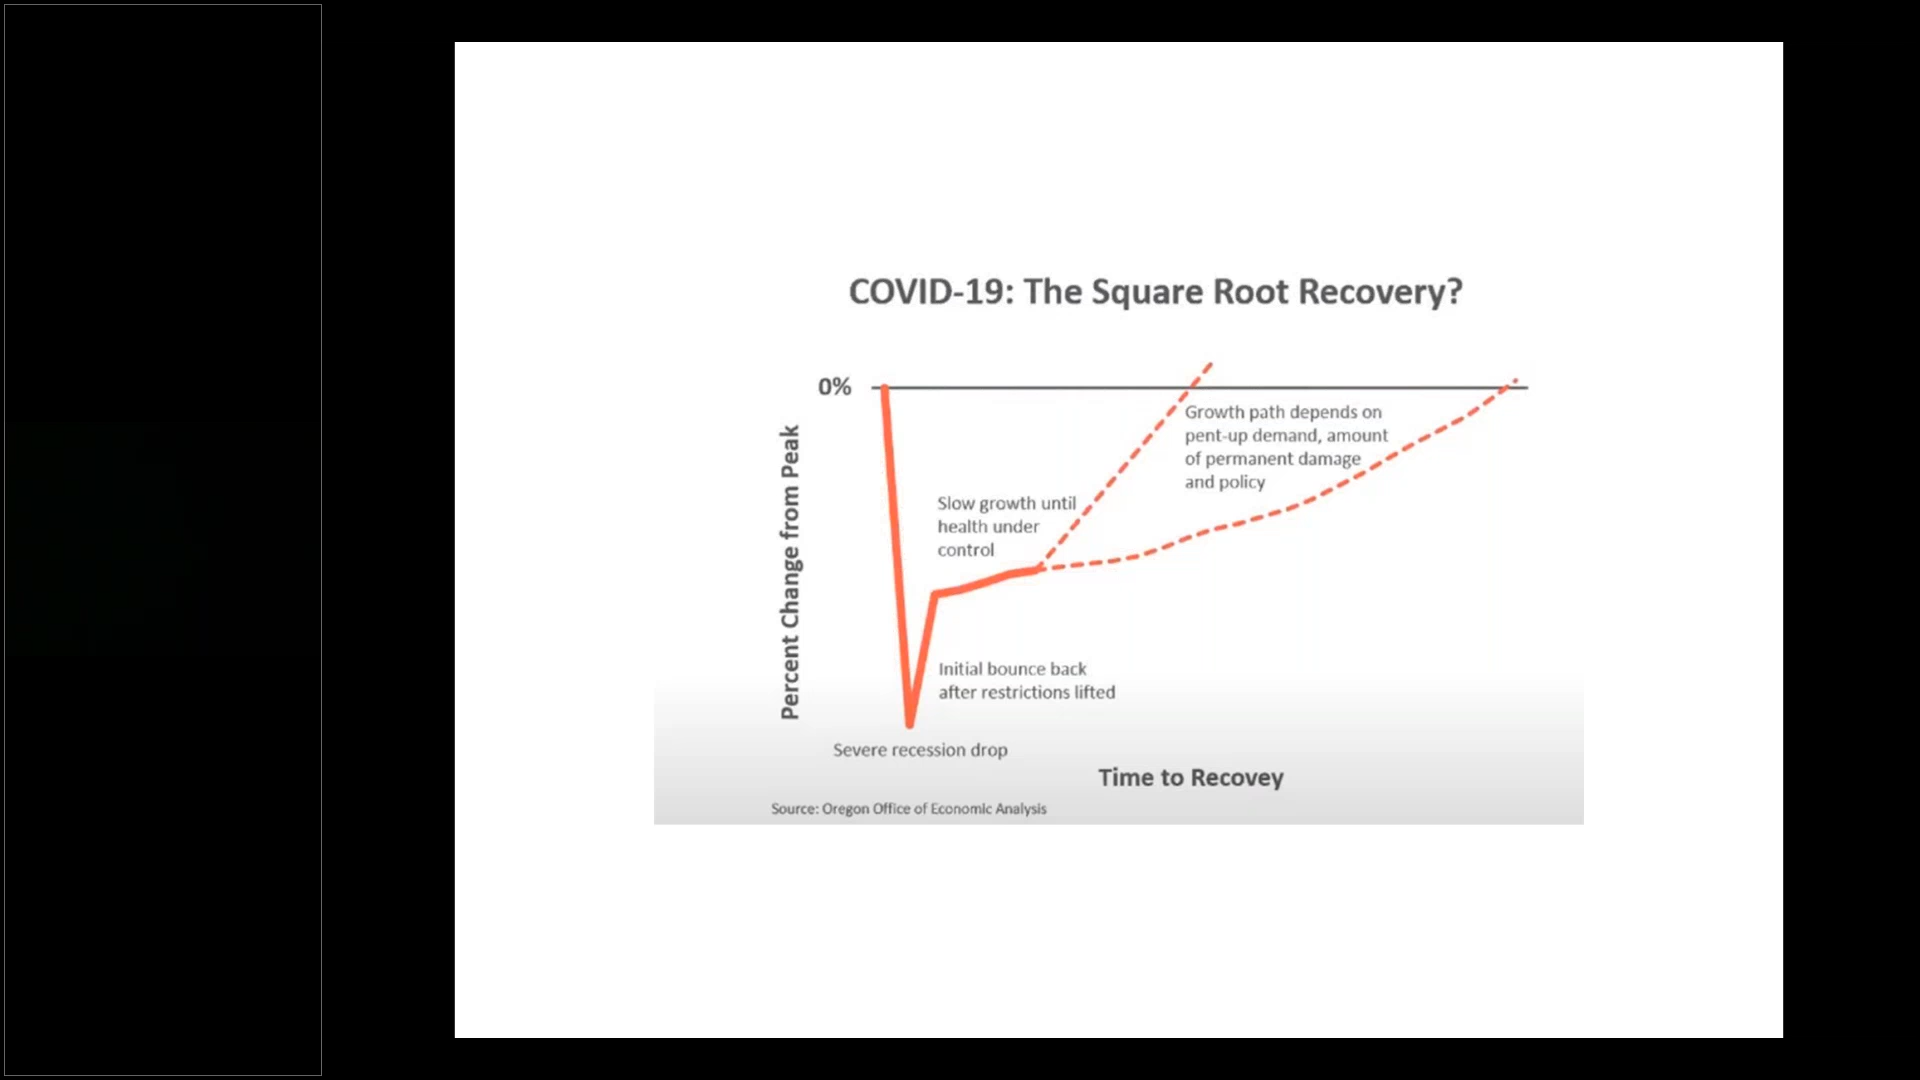 COVID-19: The Square Root Recovery?
0%
Percent Change from Peak
Growth path depends on
pent-up demand, amount
of permanent damage
and policy
Slow growth until
health under
control
Initial bounce back
after restrictions lifted
Severe recession drop
Time to Recovey
Source: Oregon Office of Economic Analysis